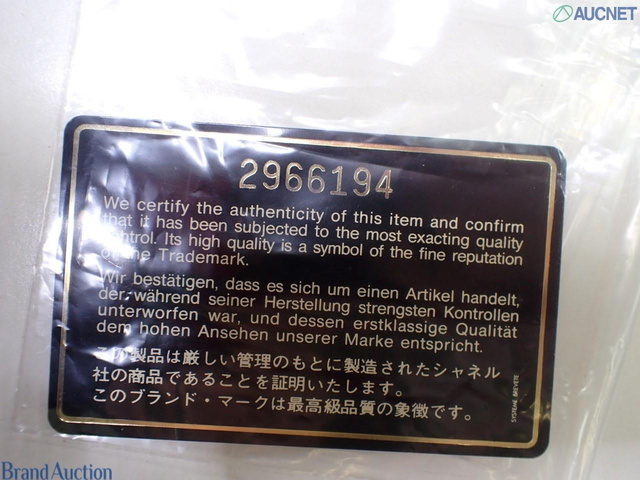 AUCNET
2966194
We certify the authenticity of this item and confirm
that it has been subjected to the most exacting quality
control. Its high quality is a symbol of the fine reputation
of the Trademark.
Wir bestätigen, dass es sich um einen Artikel handelt,
der während seiner Herstellung strengsten Kontrollen
unterworfen war, und dessen erstklassige Qualität
dem hohen Ansehen unserer Marke entspricht.
この製品は厳しい管理のもとに製造されたシャネル
社の商品であることを証明いたします。
このブランド・マークは最高級品質の象徴です。
SYSTEME BREVETE
Brand Auction